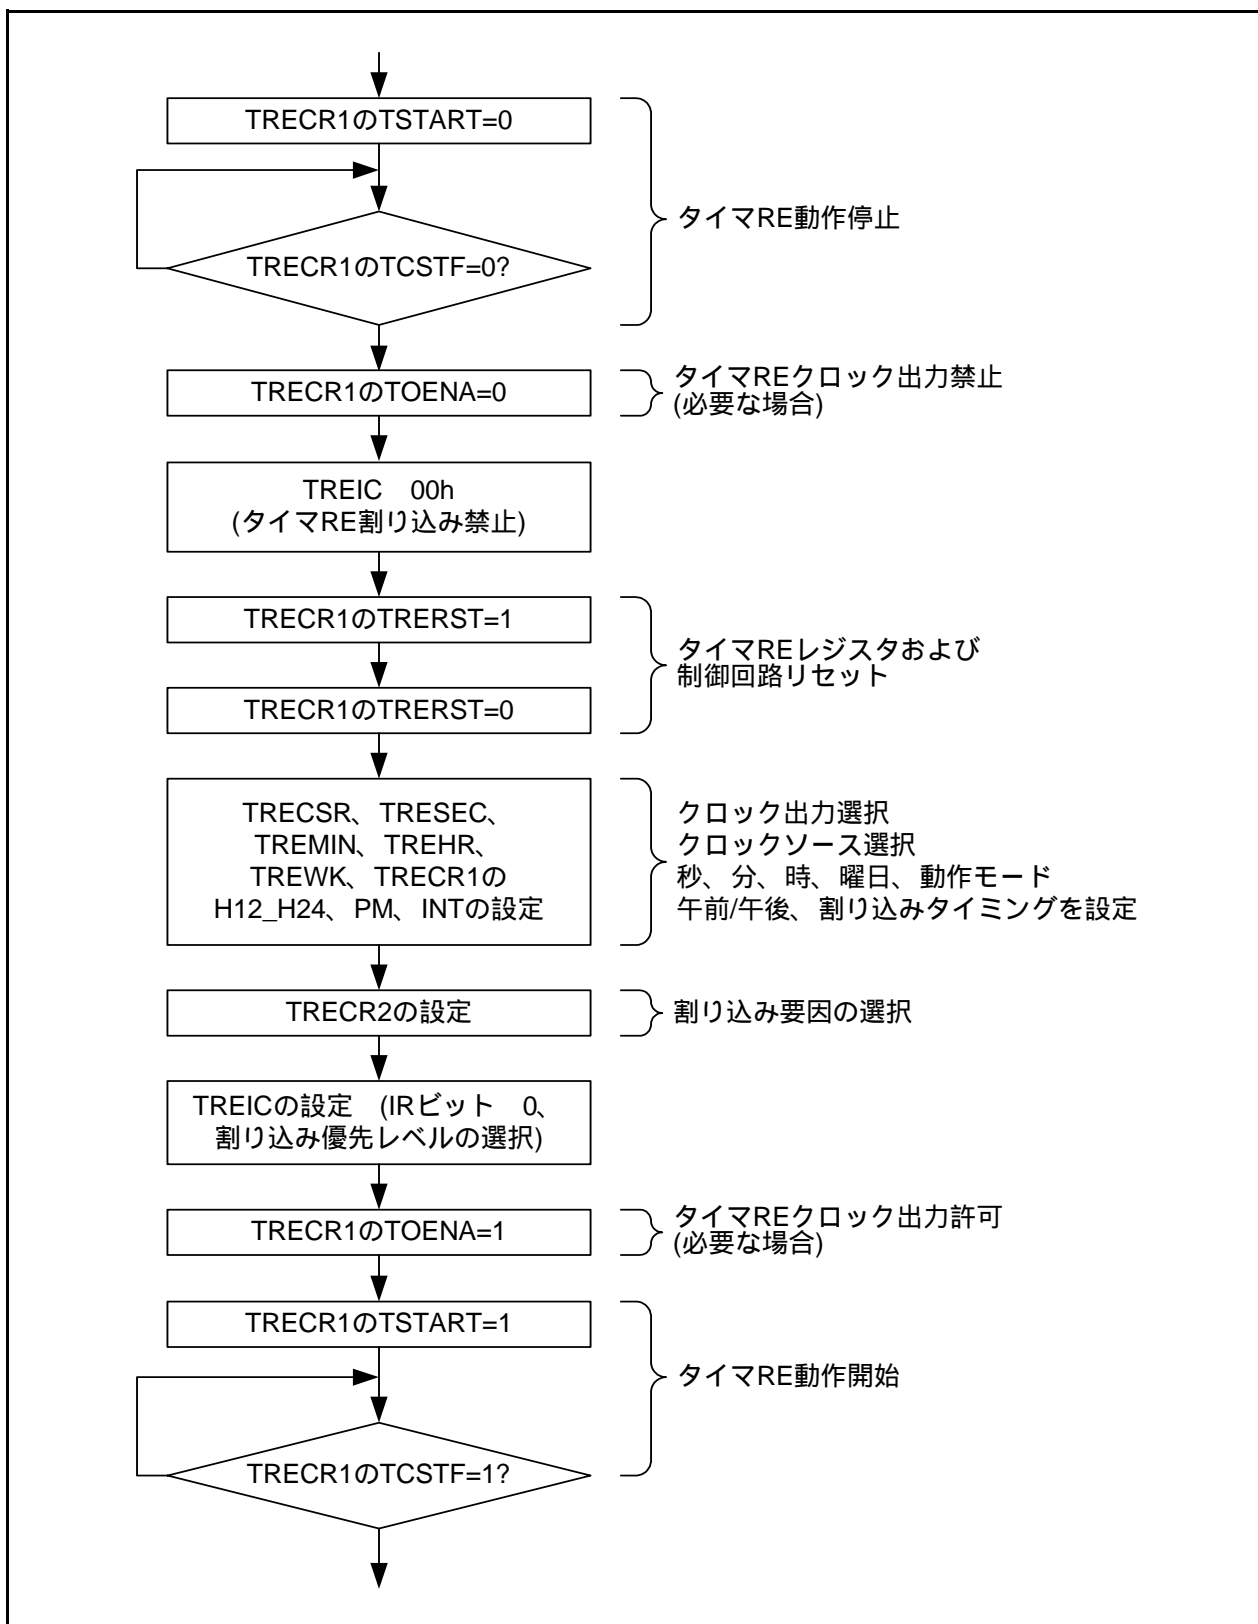 TRECR1のTSTART=0
タイマRE動作停止
TRECR1のTCSTF=0?
TRECR1のTOENA=0
タイマREクロック出力禁止
(必要な場合)
TREIC　00h
(タイマRE割り込み禁止)
TRECR1のTRERST=1
タイマREレジスタおよび
制御回路リセット
TRECR1のTRERST=0
TRECSR、TRESEC、
TREMIN、TREHR、
TREWK、TRECR1の
H12_H24、PM、INTの設定
クロック出力選択
クロックソース選択
秒、分、時、曜日、動作モード
午前/午後、割り込みタイミングを設定
TRECR2の設定
割り込み要因の選択
TREICの設定　(IRビット　0、
割り込み優先レベルの選択)
TRECR1のTOENA=1
タイマREクロック出力許可
(必要な場合)
TRECR1のTSTART=1
タイマRE動作開始
TRECR1のTCSTF=1?